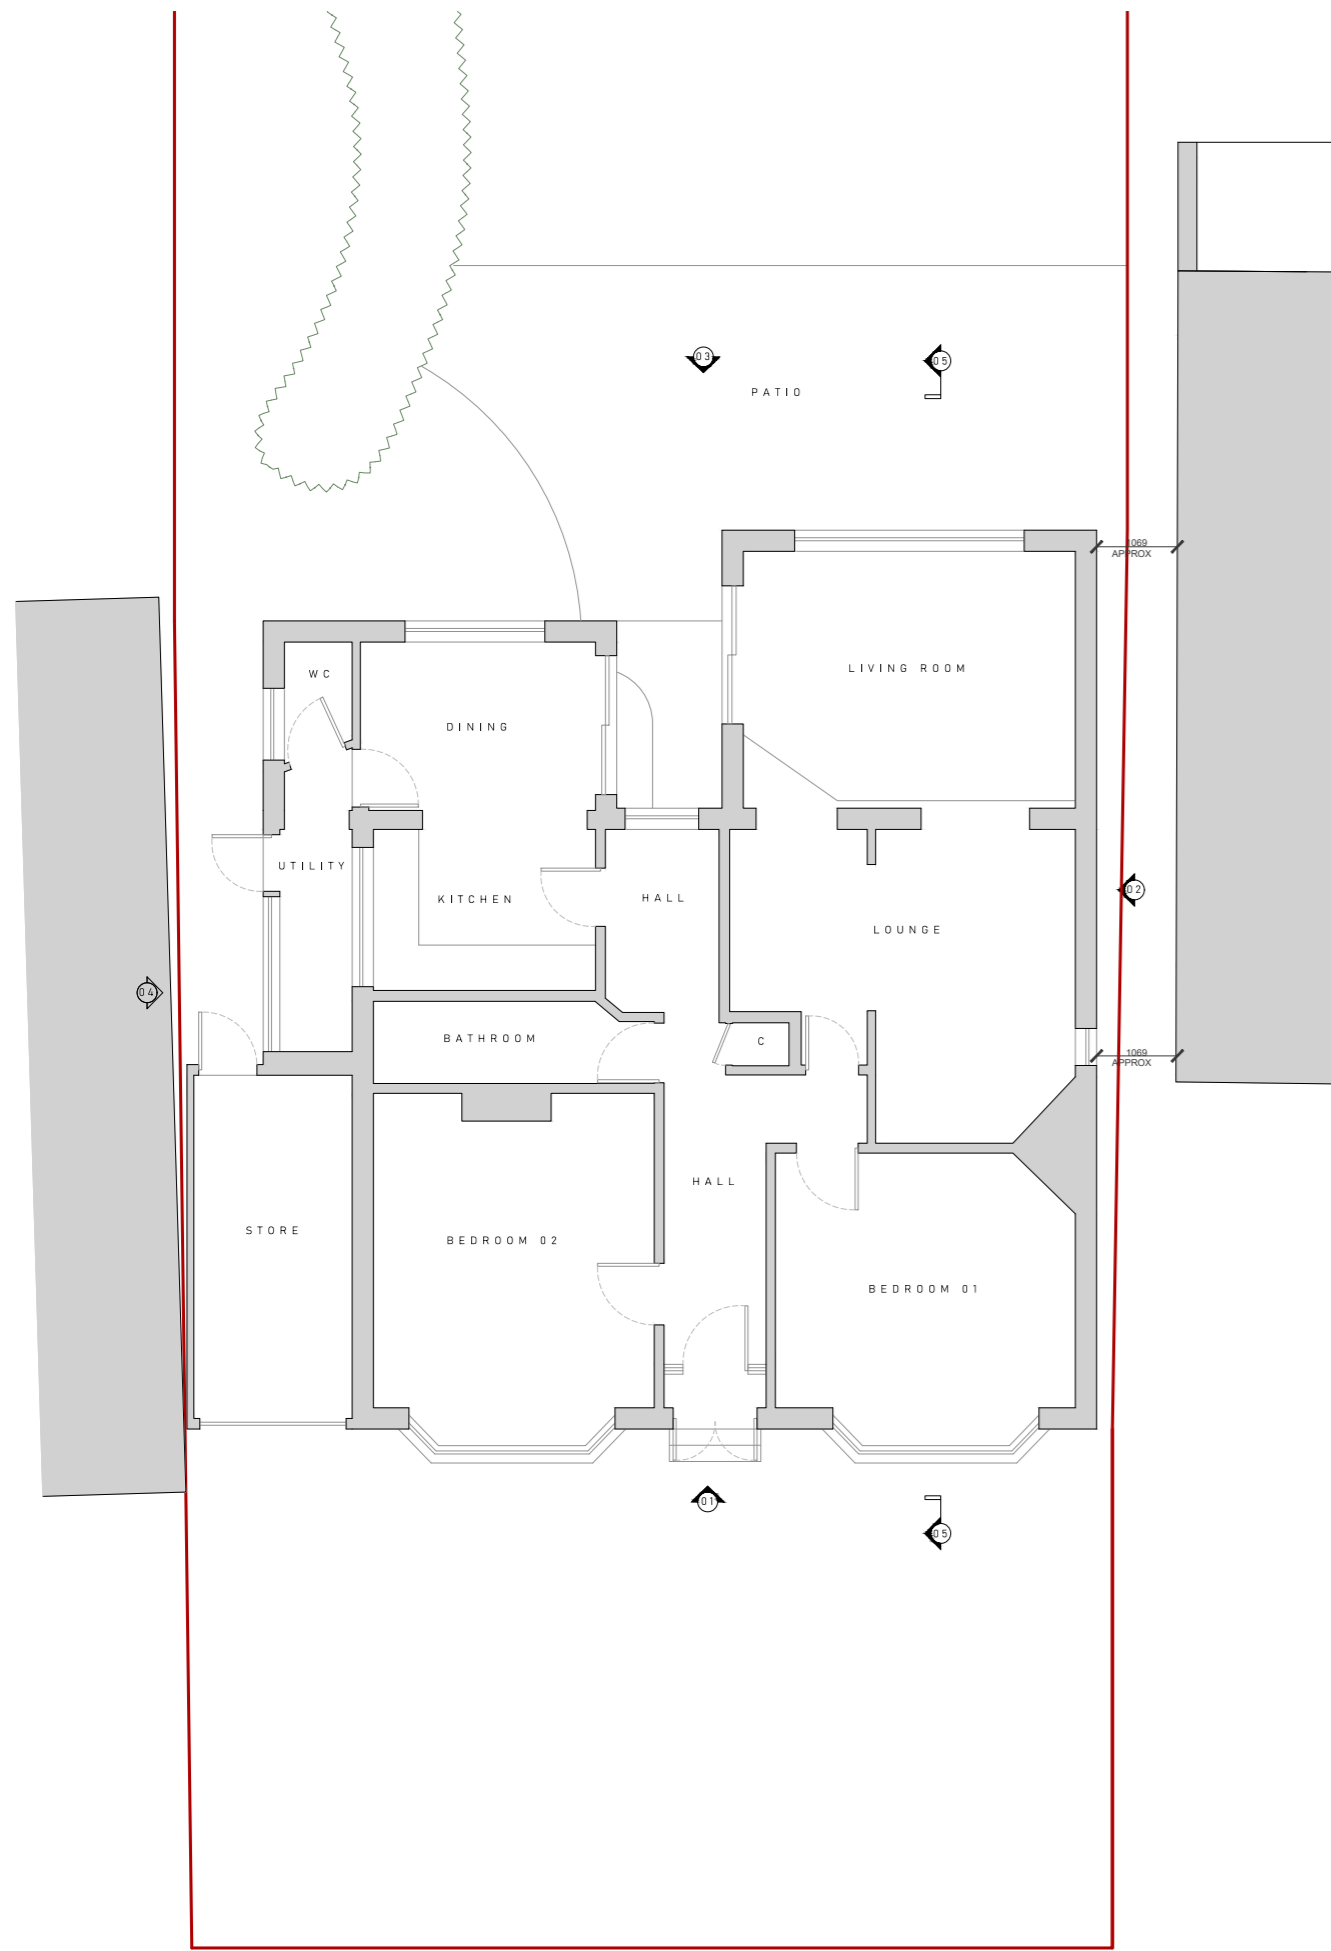 03
05
PATIO
1069
APPROX
LIVING ROOM
WC
DINING
UTILITY
KITCHEN
HALL
02
LOUNGE
04
BATHROOM
C
1069
APPROX
HALL
STORE
BEDROOM 02
BEDROOM 01
01
05